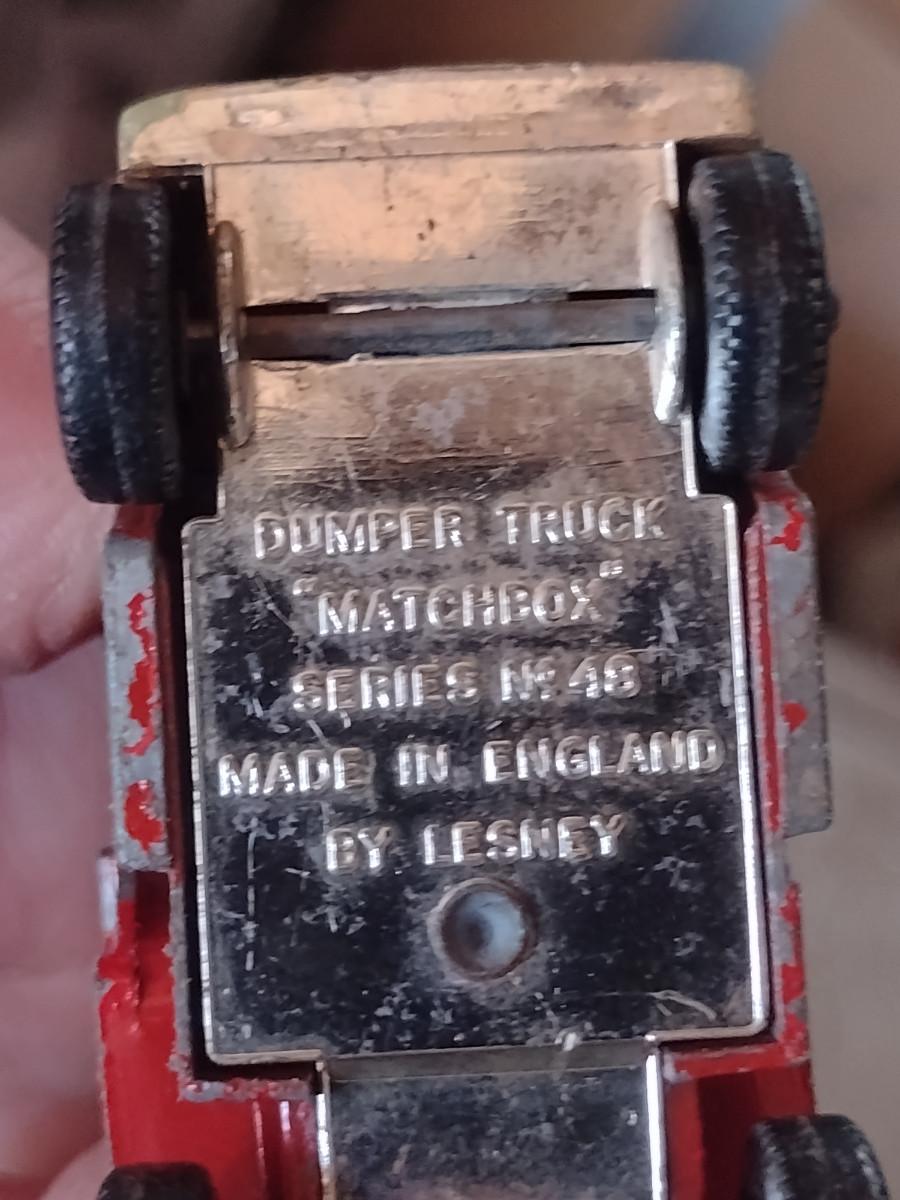 DUMPER TRUCK
"MATCHBOX"
SERIES Nº 48
MADE IN ENGLAND
BY LESNEY